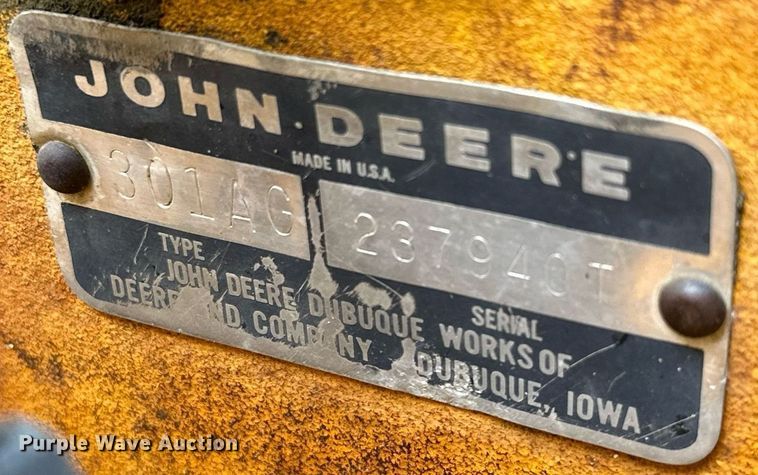 JOHN DEERE
MADE IN U.S.A.
301AG 237940T
TYPE SERIAL
JOHN DEERE DUBUQUE WORKS OF
DEERE AND COMPANY DUBUQUE, IOWA
Purple Wave Auction